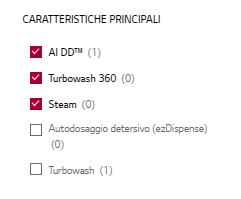 CARATTERISTICHE PRINCIPALI
AI DD™ (1)
Turbowash 360 (0)
Steam (0)
Autodosaggio detersivo (ezDispense)
(0)
Turbowash (1)